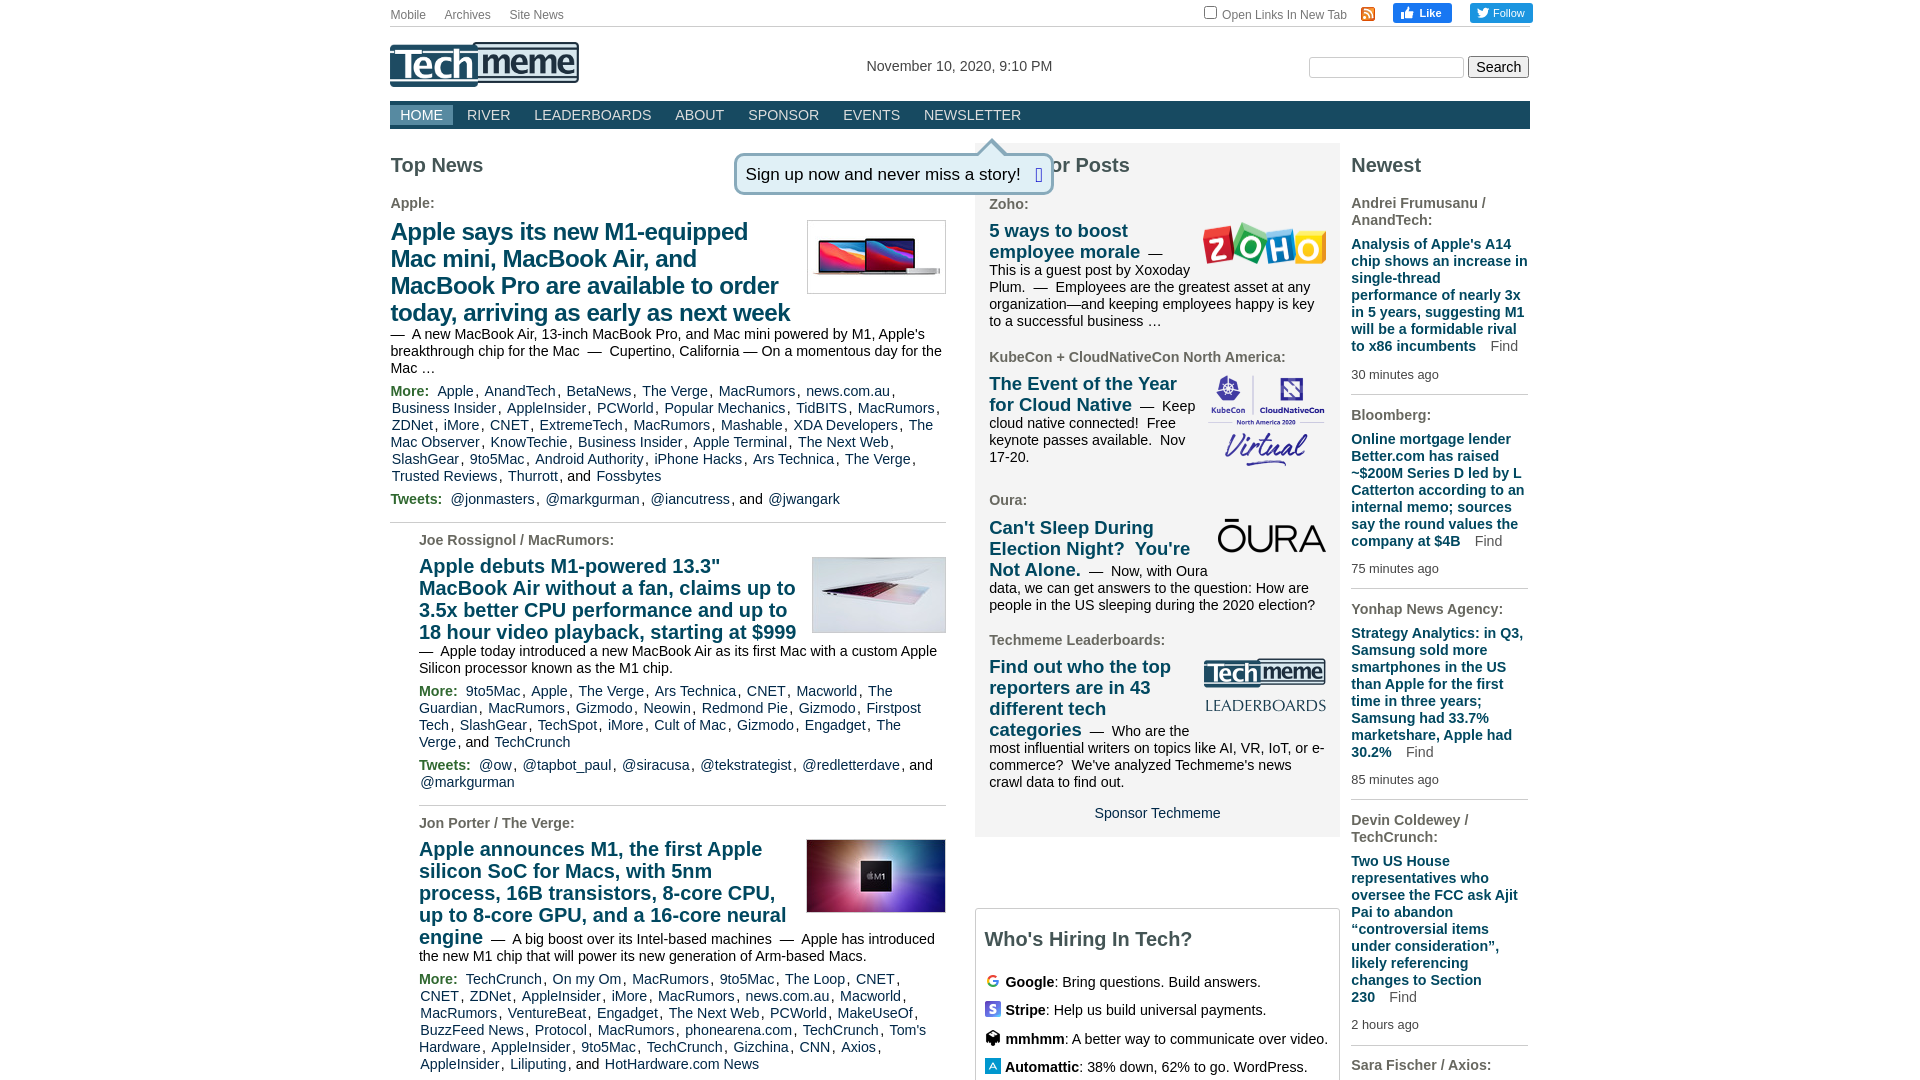 Mobile Archives Site News
Open Links In New Tab Like Follow
Techmeme
November 10, 2020, 9:10 PM
Search
HOME RIVER LEADERBOARDS ABOUT SPONSOR EVENTS NEWSLETTER
Sign up now and never miss a story!
Top News
Apple:
Apple says its new M1-equipped
Mac mini, MacBook Air, and
MacBook Pro are available to order
today, arriving as early as next week
— A new MacBook Air, 13-inch MacBook Pro, and Mac mini powered by M1, Apple's
breakthrough chip for the Mac — Cupertino, California — On a momentous day for the
Mac …
More: Apple, AnandTech, BetaNews, The Verge, MacRumors, news.com.au,
Business Insider, AppleInsider, PCWorld, Popular Mechanics, TidBITS, MacRumors,
ZDNet, iMore, CNET, ExtremeTech, MacRumors, Mashable, XDA Developers, The
Mac Observer, KnowTechie, Business Insider, Apple Terminal, The Next Web,
SlashGear, 9to5Mac, Android Authority, iPhone Hacks, Ars Technica, The Verge,
Trusted Reviews, Thurrott, and Fossbytes
Tweets: @jonmasters, @markgurman, @iancutress, and @jwangark
Joe Rossignol / MacRumors:
Apple debuts M1-powered 13.3"
MacBook Air without a fan, claims up to
3.5x better CPU performance and up to
18 hour video playback, starting at $999
— Apple today introduced a new MacBook Air as its first Mac with a custom Apple
Silicon processor known as the M1 chip.
More: 9to5Mac, Apple, The Verge, Ars Technica, CNET, Macworld, The
Guardian, MacRumors, Gizmodo, Neowin, Redmond Pie, Gizmodo, Firstpost
Tech, SlashGear, TechSpot, iMore, Cult of Mac, Gizmodo, Engadget, The
Verge, and TechCrunch
Tweets: @ow, @tapbot_paul, @siracusa, @tekstrategist, @redletterdave, and
@markgurman
Jon Porter / The Verge:
Apple announces M1, the first Apple
silicon SoC for Macs, with 5nm
process, 16B transistors, 8-core CPU,
up to 8-core GPU, and a 16-core neural
engine — A big boost over its Intel-based machines — Apple has introduced
the new M1 chip that will power its new generation of Arm-based Macs.
M1
More: TechCrunch, On my Om, MacRumors, 9to5Mac, The Loop, CNET,
CNET, ZDNet, AppleInsider, iMore, MacRumors, news.com.au, Macworld,
MacRumors, VentureBeat, Engadget, The Next Web, PCWorld, MakeUseOf,
BuzzFeed News, Protocol, MacRumors, phonearena.com, TechCrunch, Tom's
Hardware, AppleInsider, 9to5Mac, TechCrunch, Gizchina, CNN, Axios,
AppleInsider, Liliputing, and HotHardware.com News
or Posts
Zoho:
5 ways to boost
employee morale —
This is a guest post by Xoxoday
Plum. — Employees are the greatest asset at any
organization—and keeping employees happy is key
to a successful business …
ZOHO
KubeCon + CloudNativeCon North America:
The Event of the Year
for Cloud Native — Keep
cloud native connected! Free
keynote passes available. Nov
17-20.
KubeCon CloudNativeCon
North America 2020
Virtual
Oura:
Can't Sleep During
Election Night? You're
Not Alone. — Now, with Oura
data, we can get answers to the question: How are
people in the US sleeping during the 2020 election?
ŌURA
Techmeme Leaderboards:
Find out who the top
reporters are in 43
different tech
categories — Who are the
most influential writers on topics like AI, VR, IoT, or e-
commerce? We've analyzed Techmeme's news
crawl data to find out.
Techmeme
LEADERBOARDS
Sponsor Techmeme
Who's Hiring In Tech?
Google: Bring questions. Build answers.
Stripe: Help us build universal payments.
mmhmm: A better way to communicate over video.
Automattic: 38% down, 62% to go. WordPress.
Newest
Andrei Frumusanu /
AnandTech:
Analysis of Apple's A14
chip shows an increase in
single-thread
performance of nearly 3x
in 5 years, suggesting M1
will be a formidable rival
to x86 incumbents Find
30 minutes ago
Bloomberg:
Online mortgage lender
Better.com has raised
~$200M Series D led by L
Catterton according to an
internal memo; sources
say the round values the
company at $4B Find
75 minutes ago
Yonhap News Agency:
Strategy Analytics: in Q3,
Samsung sold more
smartphones in the US
than Apple for the first
time in three years;
Samsung had 33.7%
marketshare, Apple had
30.2% Find
85 minutes ago
Devin Coldewey /
TechCrunch:
Two US House
representatives who
oversee the FCC ask Ajit
Pai to abandon
“controversial items
under consideration”,
likely referencing
changes to Section
230 Find
2 hours ago
Sara Fischer / Axios: